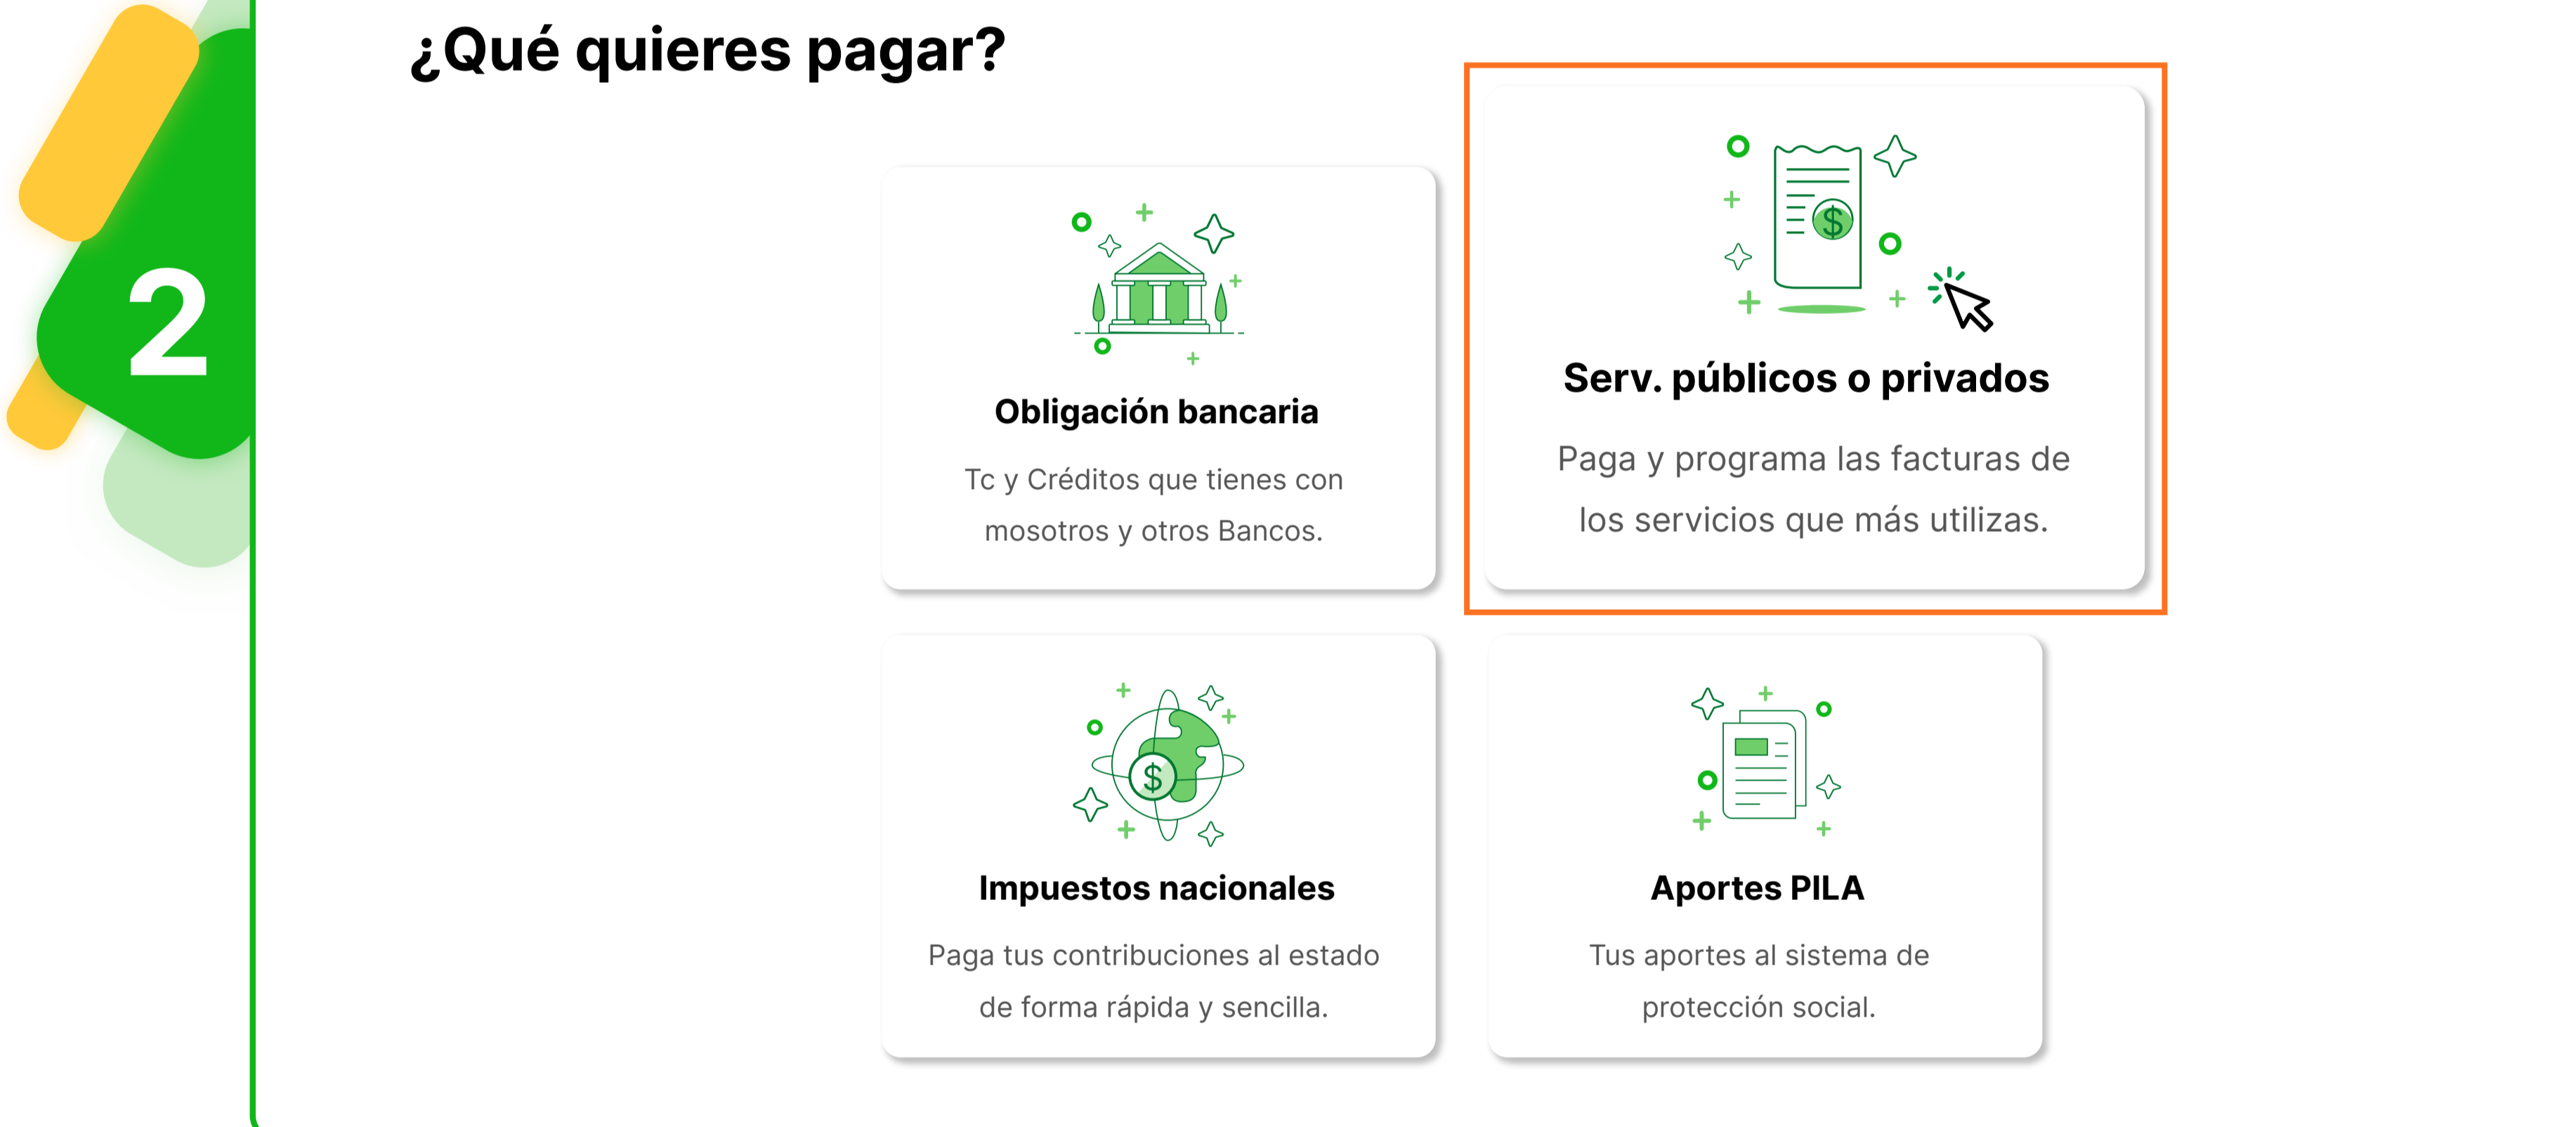 ¿Qué quieres pagar?
2
Obligación bancaria
Tc y Créditos que tienes con
mosotros y otros Bancos.
$
Serv. públicos o privados
Paga y programa las facturas de
los servicios que más utilizas.
$
Impuestos nacionales
Paga tus contribuciones al estado
de forma rápida y sencilla.
Aportes PILA
Tus aportes al sistema de
protección social.